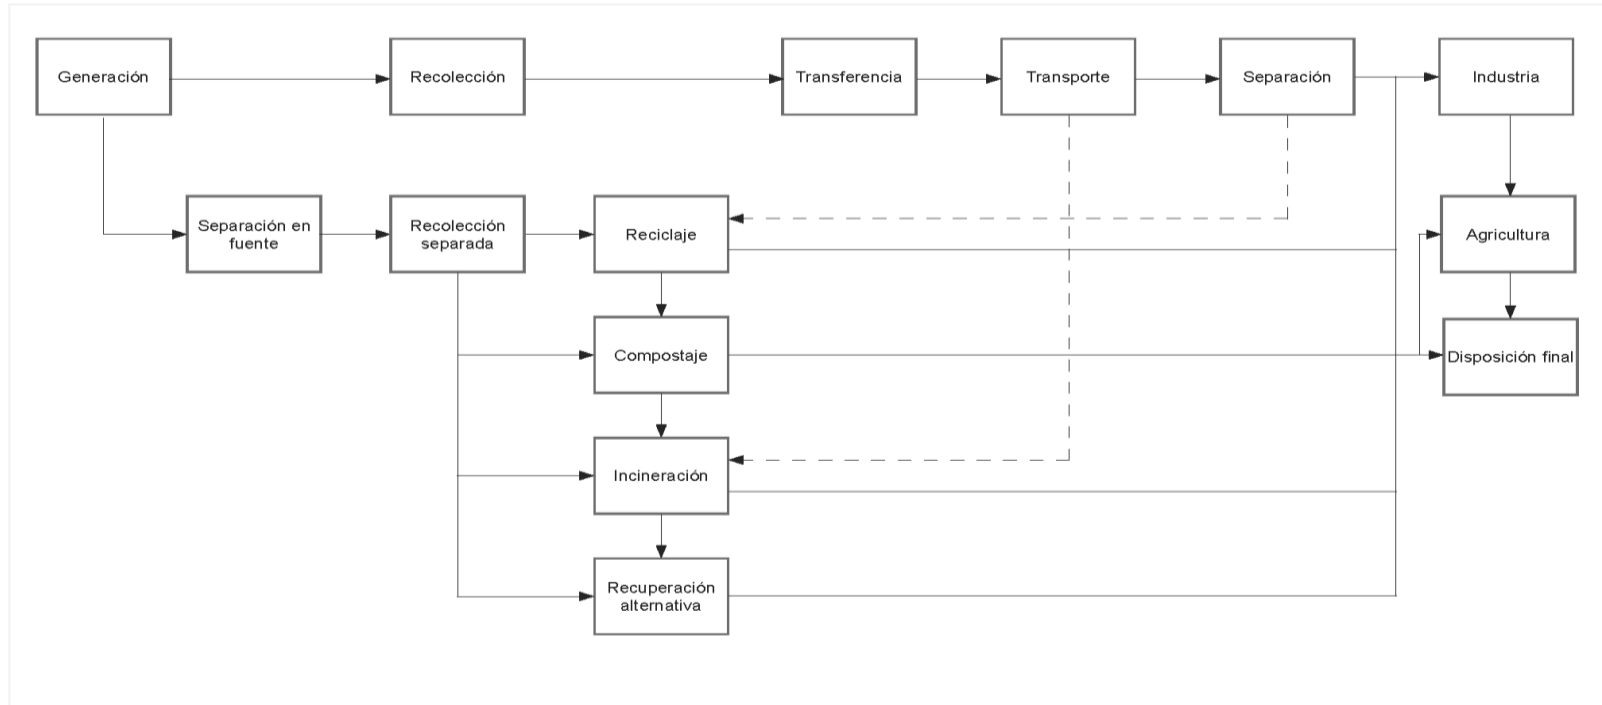 Generación
Recolección
Transferencia
Transporte
Separación
Industria
Separación en
fuente
Recolección
separada
Reciclaje
Agricultura
Compostaje
Disposición final
Incineración
Recuperación
alternativa